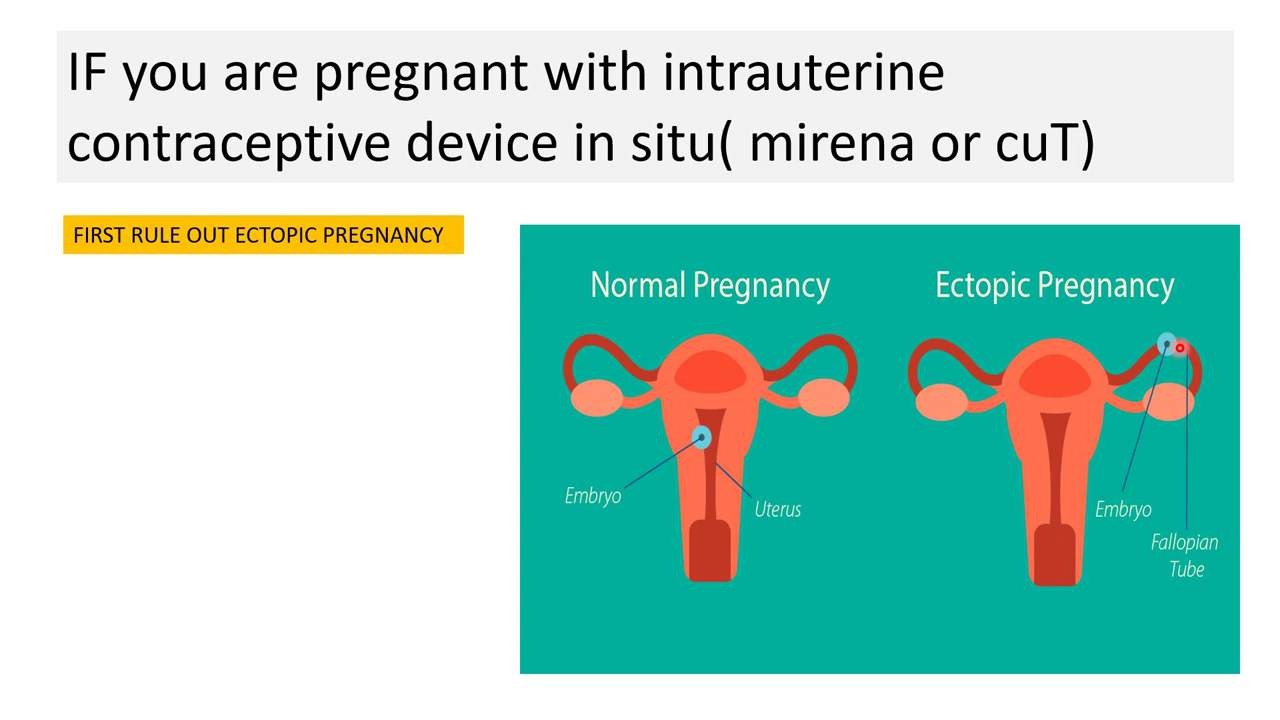 IF you are pregnant with intrauterine
contraceptive device in situ( mirena or cuT)
FIRST RULE OUT ECTOPIC PREGNANCY
Normal Pregnancy
Ectopic Pregnancy
Embryo
Uterus
Embryo
Fallopian
Tube